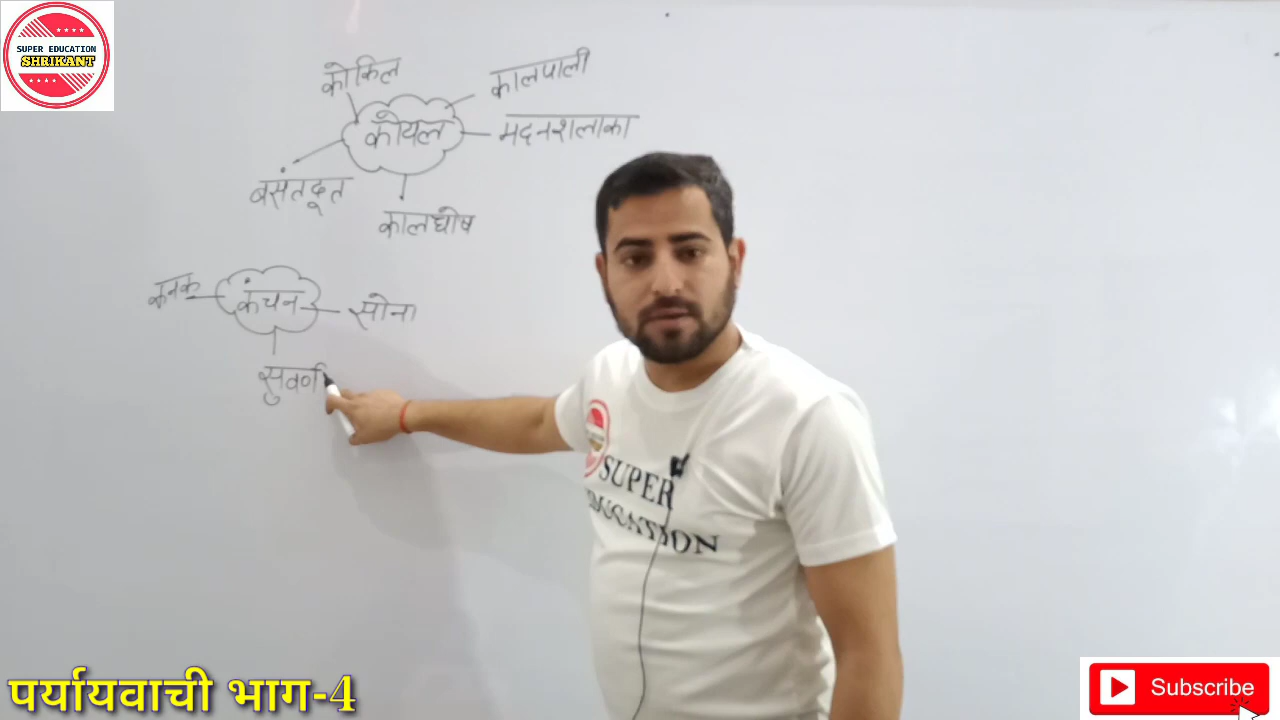 SUPER EDUCATION
SHRIKANT
कोकिल
कालपाली
कोयल
मदनशलाका
बसंतदूत
कालघोष
कनक
कंचन
सोना
सुवर्ण
SUPER
EDUCATION
पर्यायवाची भाग-4
Subscribe